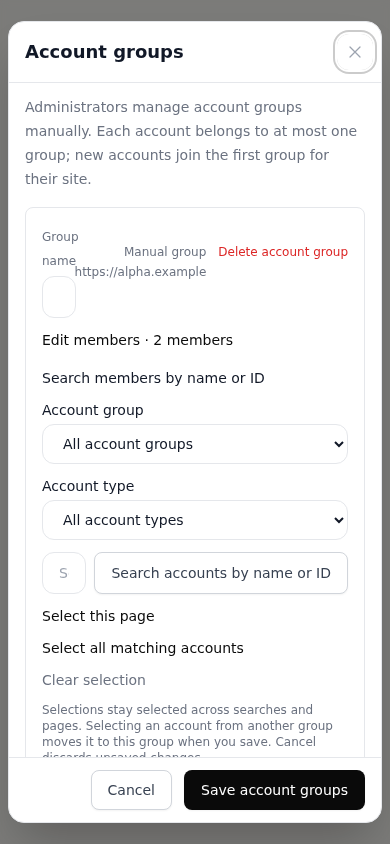 Account groups
Administrators manage account groups
manually. Each account belongs to at most one
group; new accounts join the first group for
their site.
Group
name
Manual group
https://alpha.example
Delete account group
Edit members · 2 members
Search members by name or ID
Account group
All account groups
Account type
All account types
S
Search accounts by name or ID
Select this page
Select all matching accounts
Clear selection
Selections stay selected across searches and
pages. Selecting an account from another group
moves it to this group when you save. Cancel
discards unsaved changes.
Cancel
Save account groups